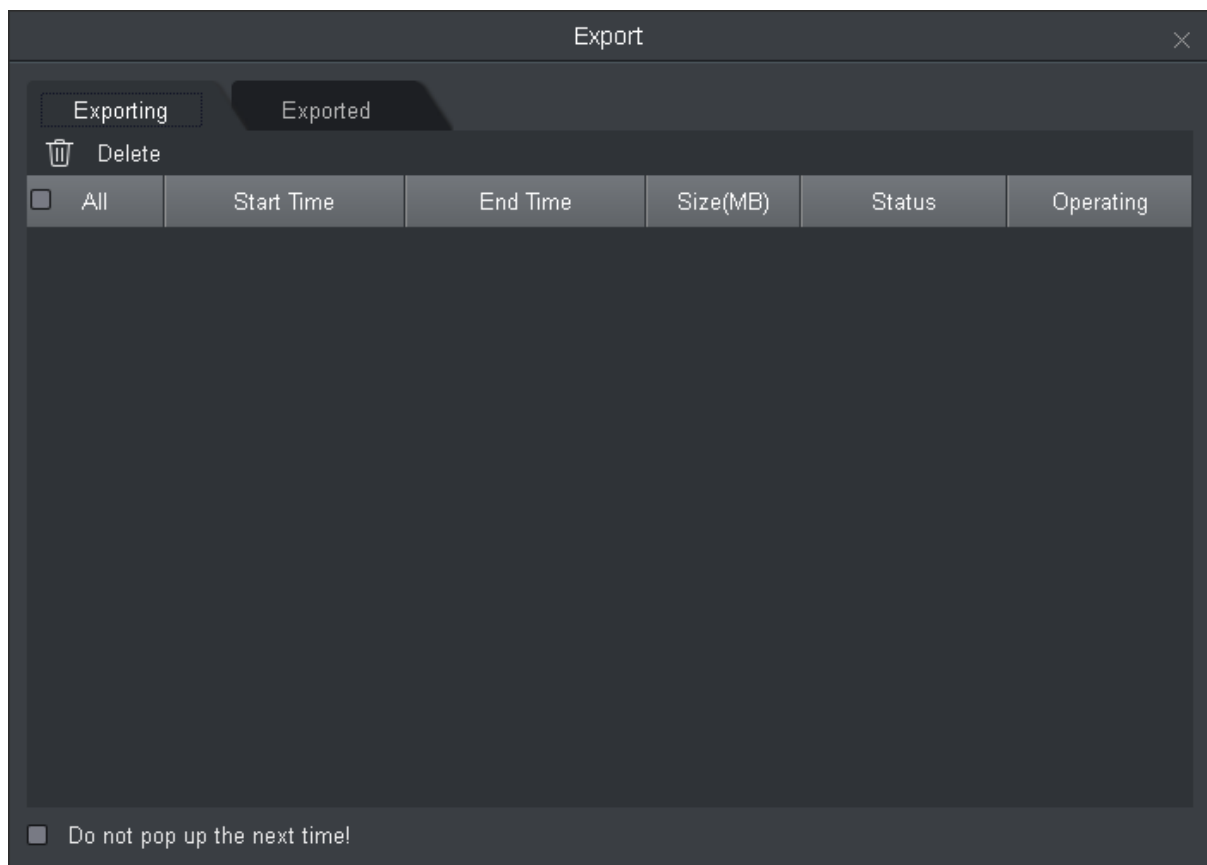 Export
Exporting Exported
Delete
All Start Time End Time Size(MB) Status Operating
Do not pop up the next time!